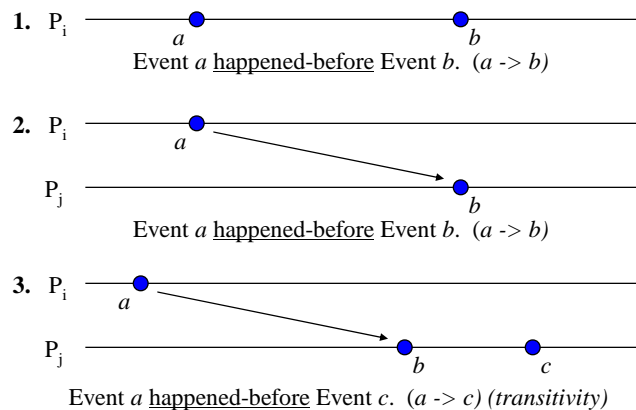 1. Pi
a b
Event a happened-before Event b. (a -> b)
2. Pi
a
Pj
b
Event a happened-before Event b. (a -> b)
3. Pi
a
Pj
b c
Event a happened-before Event c. (a -> c) (transitivity)